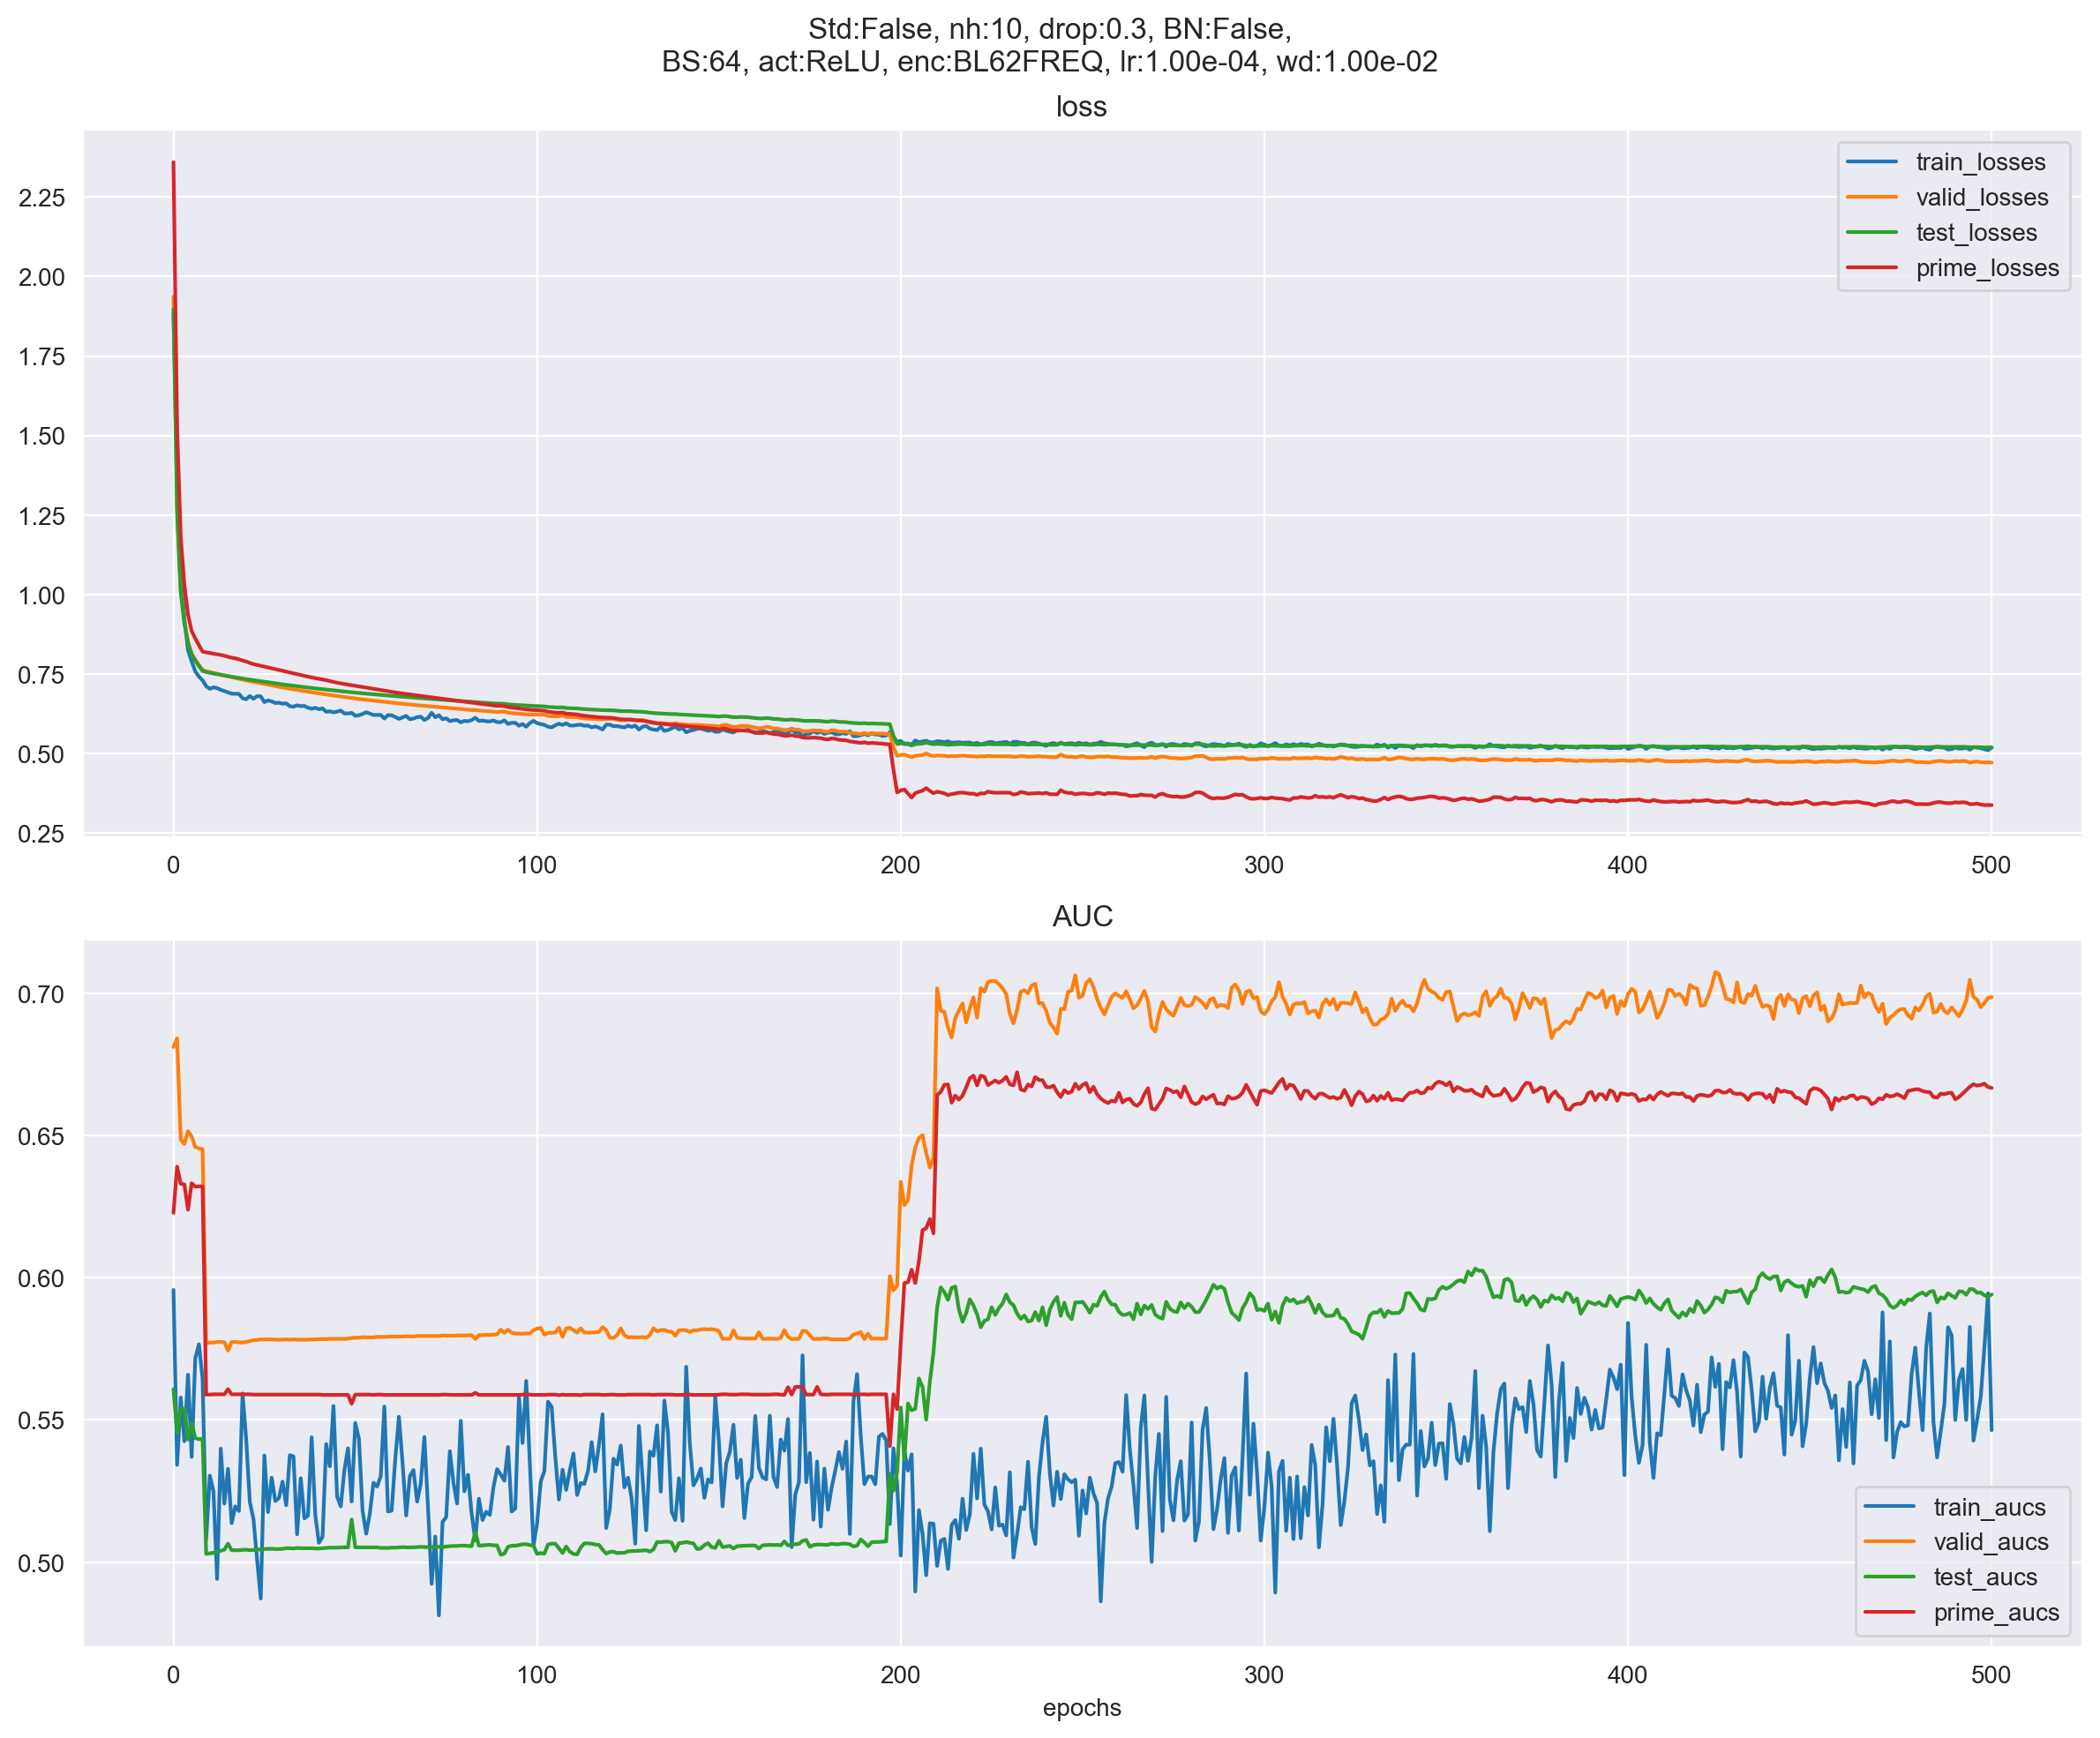 Std:False, nh:10, drop:0.3, BN:False,
BS:64, act:ReLU, enc:BL62FREQ, lr:1.00e-04, wd:1.00e-02
loss
train_losses
valid_losses
test_losses
prime_losses
2.25
2.00
1.75
1.50
1.25
1.00
0.75
0.50
0.25
0 100 200 300 400 500
AUC
0.70
0.65
0.60
0.55
0.50
train_aucs
valid_aucs
test_aucs
prime_aucs
0 100 200 300 400 500
epochs